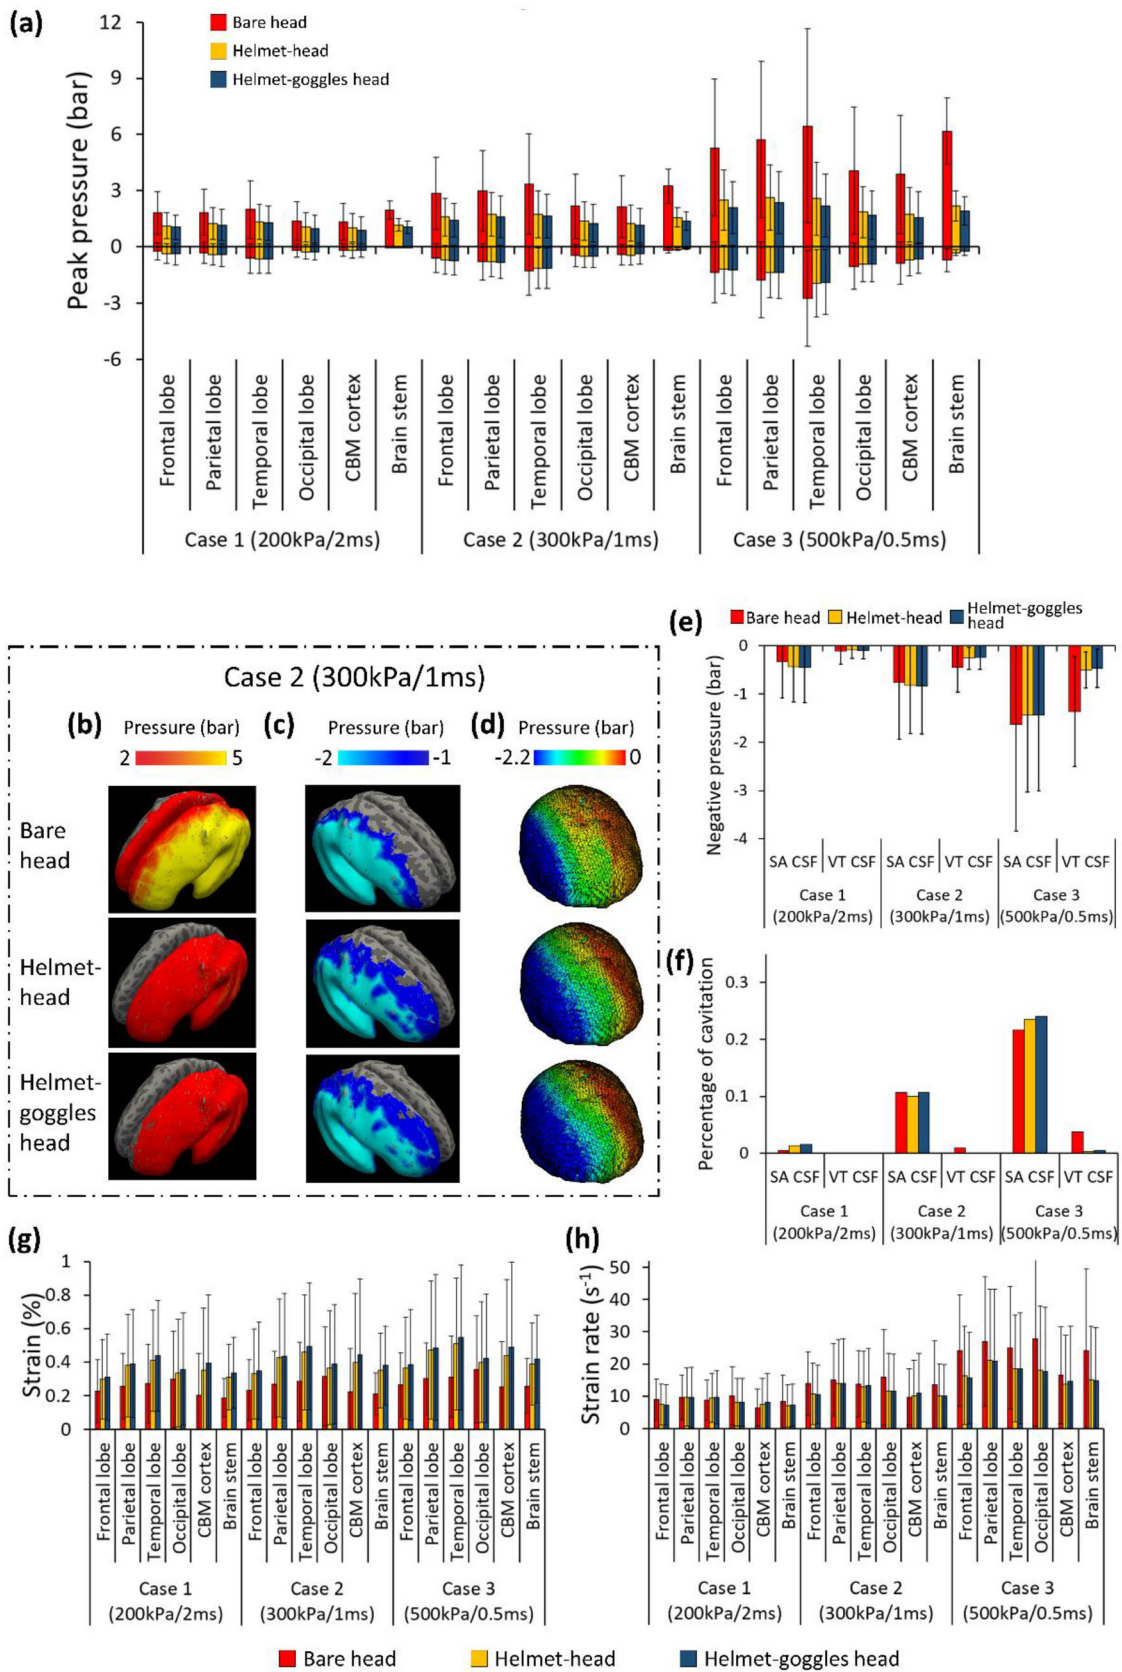 (a)
Bare head
Helmet-head
Helmet-goggles head
Peak pressure (bar)
12
9
6
3
0
-3
-6
Frontal lobe
Parietal lobe
Temporal lobe
Occipital lobe
CBM cortex
Brain stem
Frontal lobe
Parietal lobe
Temporal lobe
Occipital lobe
CBM cortex
Brain stem
Frontal lobe
Parietal lobe
Temporal lobe
Occipital lobe
CBM cortex
Brain stem
Case 1 (200kPa/2ms)
Case 2 (300kPa/1ms)
Case 3 (500kPa/0.5ms)
Case 2 (300kPa/1ms)
(b)
Pressure (bar)
2
5
(c)
Pressure (bar)
-2
-1
(d)
Pressure (bar)
-2.2
0
Bare
head
Helmet-
head
Helmet-
goggles
head
(e)
Bare head
Helmet-head
Helmet-goggles
head
Negative pressure (bar)
0
-1
-2
-3
-4
SA CSF
VT CSF
SA CSF
VT CSF
SA CSF
VT CSF
Case 1
(200kPa/2ms)
Case 2
(300kPa/1ms)
Case 3
(500kPa/0.5ms)
(f)
Percentage of cavitation
0.3
0.2
0.1
0
SA CSF
VT CSF
SA CSF
VT CSF
SA CSF
VT CSF
Case 1
(200kPa/2ms)
Case 2
(300kPa/1ms)
Case 3
(500kPa/0.5ms)
(g)
Strain (%)
1
0.8
0.6
0.4
0.2
0
Frontal lobe
Parietal lobe
Temporal lobe
Occipital lobe
CBM cortex
Brain stem
Frontal lobe
Parietal lobe
Temporal lobe
Occipital lobe
CBM cortex
Brain stem
Frontal lobe
Parietal lobe
Temporal lobe
Occipital lobe
CBM cortex
Brain stem
Case 1
(200kPa/2ms)
Case 2
(300kPa/1ms)
Case 3
(500kPa/0.5ms)
(h)
Strain rate (s⁻¹)
50
40
30
20
10
0
Frontal lobe
Parietal lobe
Temporal lobe
Occipital lobe
CBM cortex
Brain stem
Frontal lobe
Parietal lobe
Temporal lobe
Occipital lobe
CBM cortex
Brain stem
Frontal lobe
Parietal lobe
Temporal lobe
Occipital lobe
CBM cortex
Brain stem
Case 1
(200kPa/2ms)
Case 2
(300kPa/1ms)
Case 3
(500kPa/0.5ms)
Bare head
Helmet-head
Helmet-goggles head